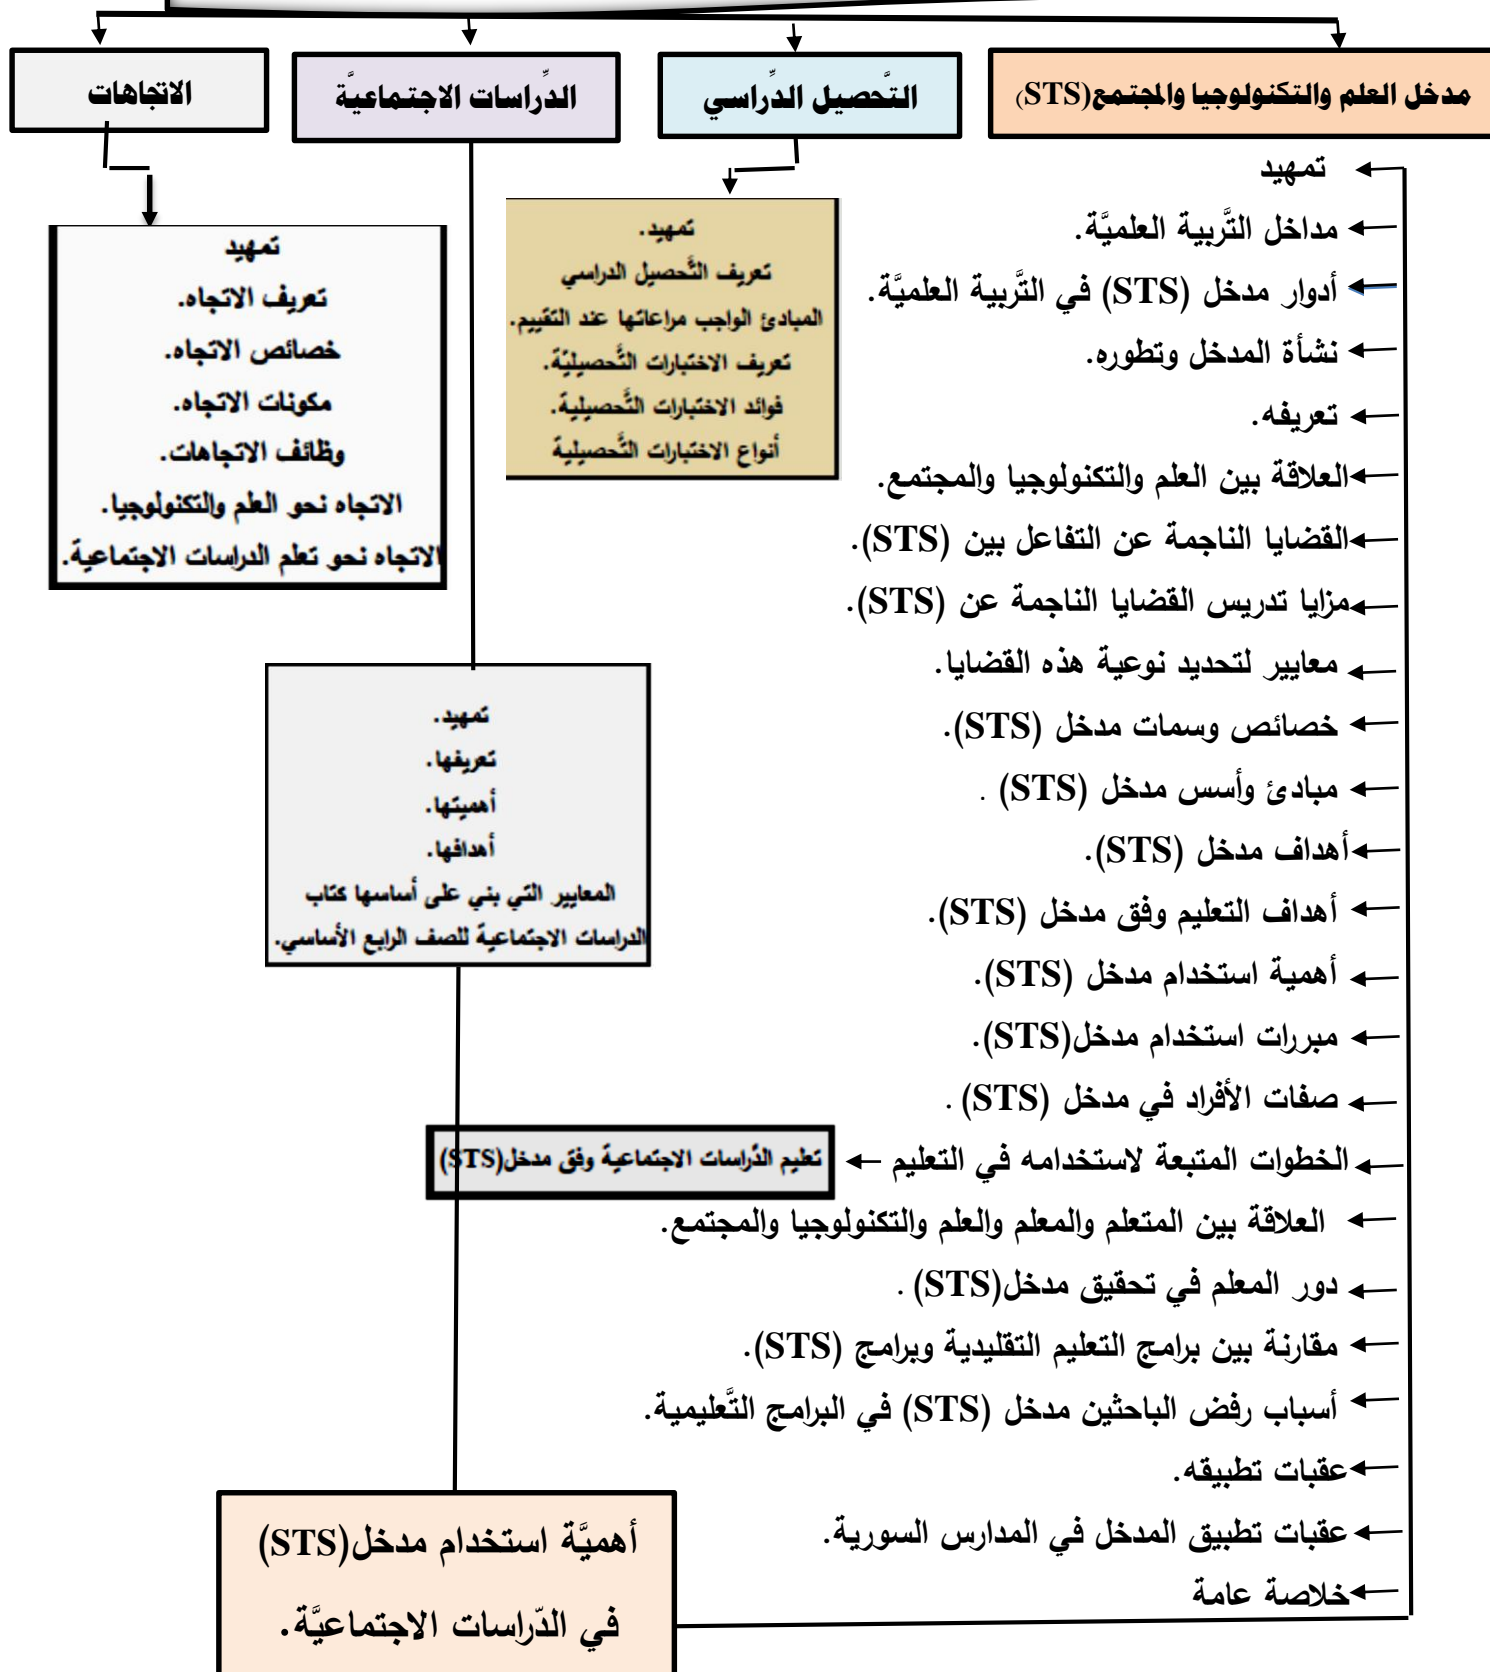 مدخل العلم والتكنولوجيا والمجتمع(STS)
التَّحصيل الدِّراسي
الدِّراسات الاجتماعيَّة
الاتجاهات
تمهيد
مداخل التَّربية العلميَّة.
أدوار مدخل (STS) في التَّربية العلميَّة.
نشأة المدخل وتطوره.
تعريفه.
العلاقة بين العلم والتكنولوجيا والمجتمع.
القضايا الناجمة عن التفاعل بين (STS).
مزايا تدريس القضايا الناجمة عن (STS).
معايير لتحديد نوعية هذه القضايا.
خصائص وسمات مدخل (STS).
مبادئ وأسس مدخل (STS) .
أهداف مدخل (STS).
أهداف التعليم وفق مدخل (STS).
أهمية استخدام مدخل (STS).
مبررات استخدام مدخل(STS).
صفات الأفراد في مدخل (STS) .
الخطوات المتبعة لاستخدامه في التعليم
تعليم الدِّراسات الاجتماعية وفق مدخل(STS)
العلاقة بين المتعلم والمعلم والعلم والتكنولوجيا والمجتمع.
دور المعلم في تحقيق مدخل(STS) .
مقارنة بين برامج التعليم التقليدية وبرامج (STS).
أسباب رفض الباحثين مدخل (STS) في البرامج التَّعليمية.
عقبات تطبيقه.
عقبات تطبيق المدخل في المدارس السورية.
خلاصة عامة
تمهيد.
تعريف التَّحصيل الدراسي
المبادئ الواجب مراعاتها عند التقييم.
تعريف الاختبارات التَّحصيليّة.
فوائد الاختبارات التَّحصيلية.
أنواع الاختبارات التَّحصيلية
تمهيد.
تعريفها.
أهميتها.
أهدافها.
المعايير التي بني على أساسها كتاب
الدراسات الاجتماعية للصف الرابع الأساسي.
تمهيد
تعريف الاتجاه.
خصائص الاتجاه.
مكونات الاتجاه.
وظائف الاتجاهات.
الاتجاه نحو العلم والتكنولوجيا.
الاتجاه نحو تعلم الدراسات الاجتماعية.
أهميَّة استخدام مدخل(STS)
في الدّراسات الاجتماعيَّة.